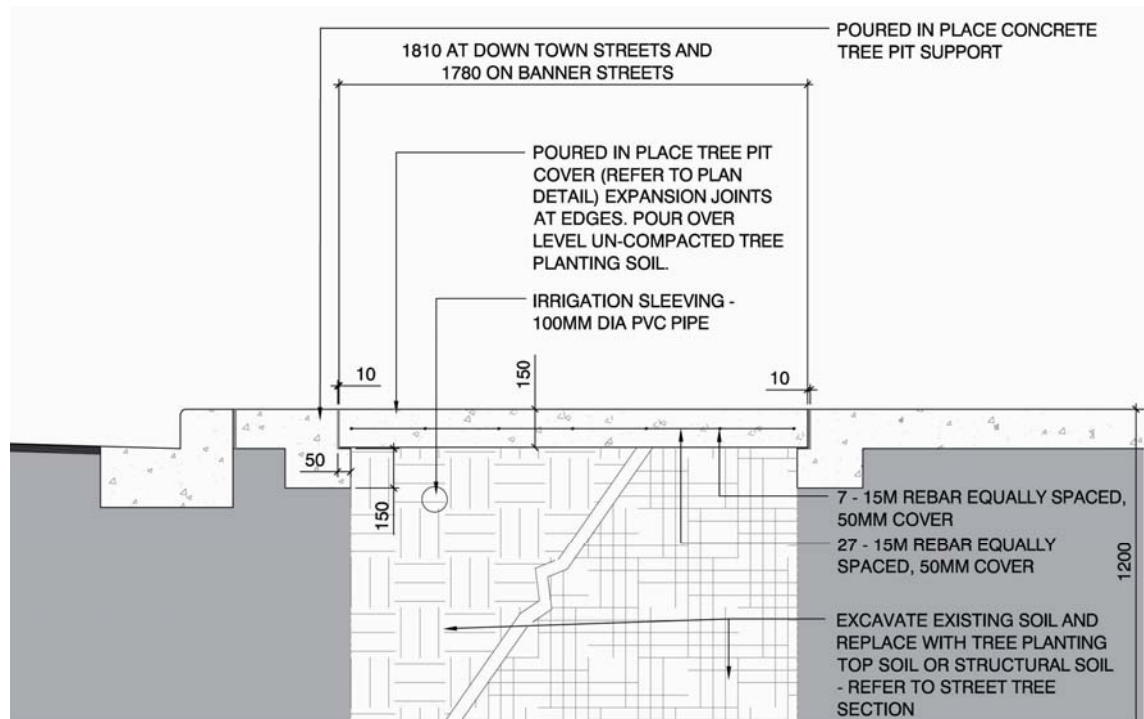 POURED IN PLACE CONCRETE
TREE PIT SUPPORT
1810 AT DOWN TOWN STREETS AND
1780 ON BANNER STREETS
POURED IN PLACE TREE PIT
COVER (REFER TO PLAN
DETAIL) EXPANSION JOINTS
AT EDGES. POUR OVER
LEVEL UN-COMPACTED TREE
PLANTING SOIL.
IRRIGATION SLEEVING -
100MM DIA PVC PIPE
10
150
10
50
150
7 - 15M REBAR EQUALLY SPACED,
50MM COVER
27 - 15M REBAR EQUALLY
SPACED, 50MM COVER
1200
EXCAVATE EXISTING SOIL AND
REPLACE WITH TREE PLANTING
TOP SOIL OR STRUCTURAL SOIL
- REFER TO STREET TREE
SECTION